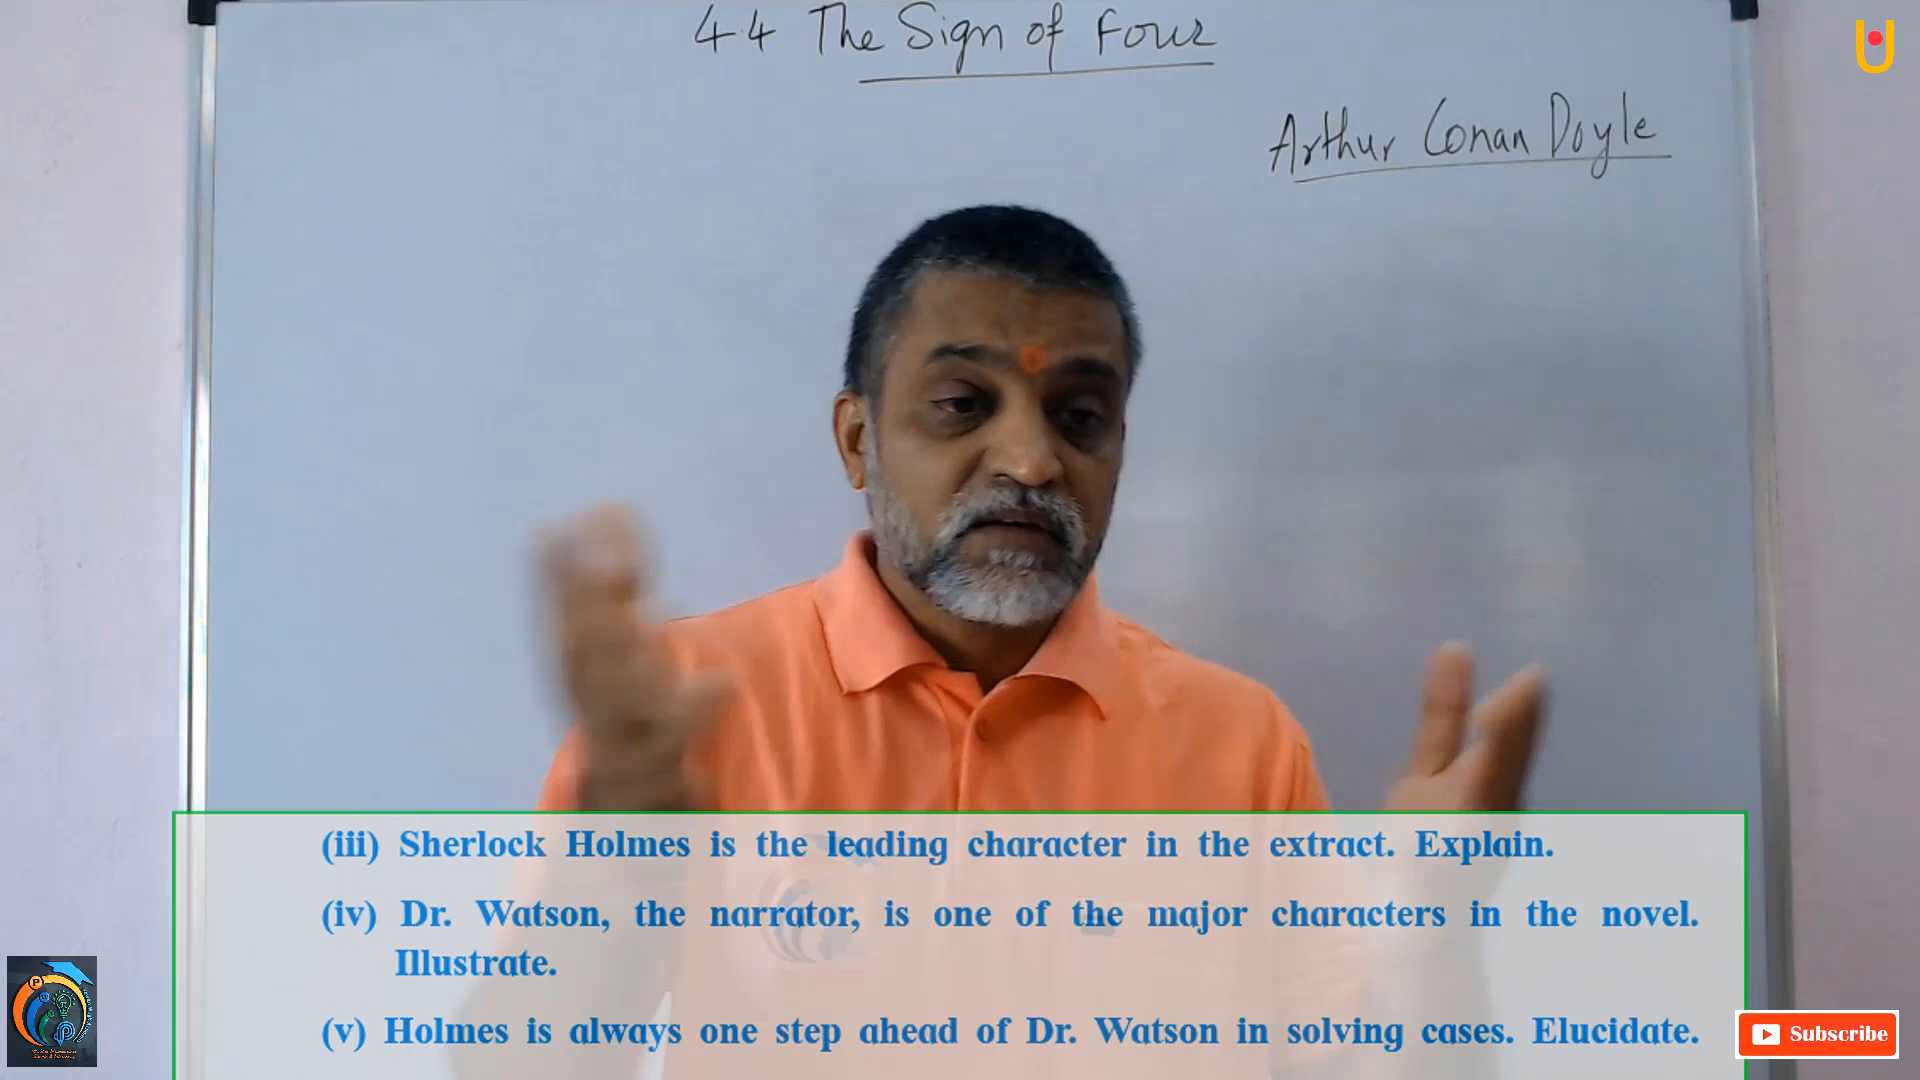 4.4 The Sign of Four
Arthur Conan Doyle
(iii) Sherlock Holmes is the leading character in the extract. Explain.
(iv) Dr. Watson, the narrator, is one of the major characters in the novel.
Illustrate.
(v) Holmes is always one step ahead of Dr. Watson in solving cases. Elucidate.
Subscribe